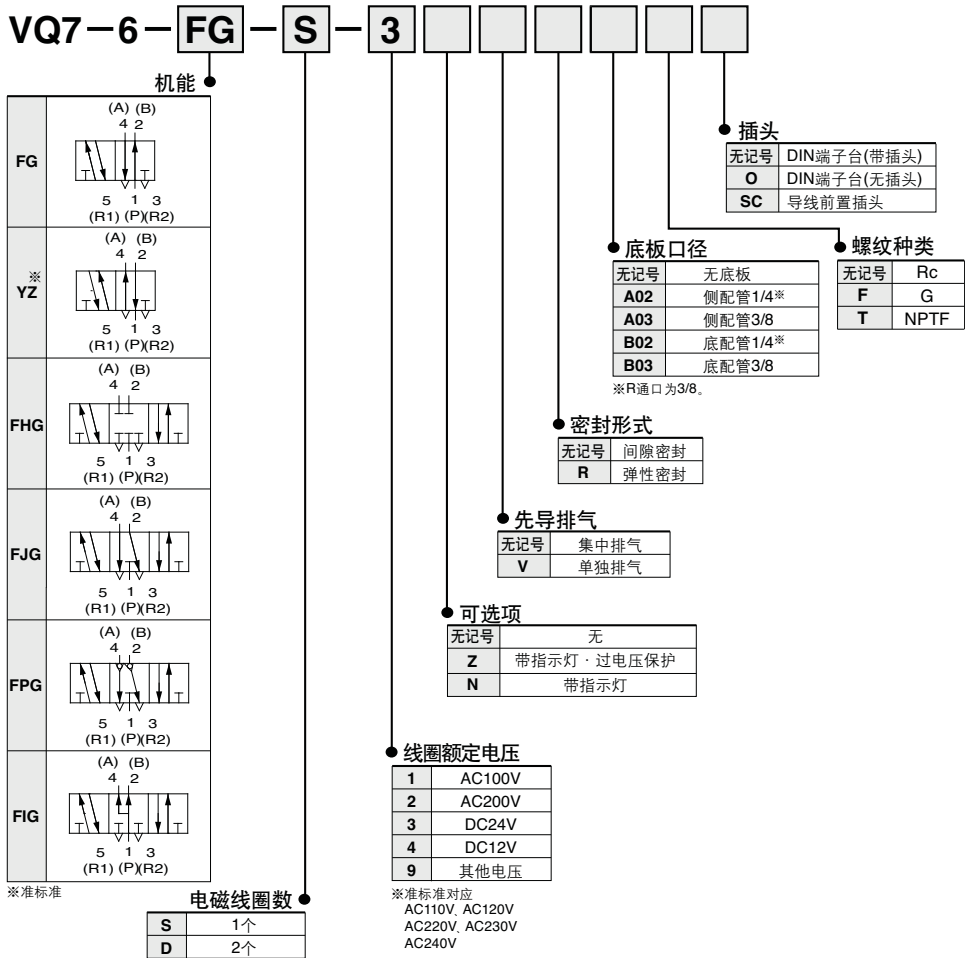 VQ7－6－FG－S－3
机能
FG
(A) (B)
4 2
5 1 3
(R1) (P)(R2)
※
YZ
(A) (B)
4 2
5 1 3
(R1) (P)(R2)
FHG
(A) (B)
4 2
5 1 3
(R1) (P)(R2)
FJG
(A) (B)
4 2
5 1 3
(R1) (P)(R2)
FPG
(A) (B)
4 2
5 1 3
(R1) (P)(R2)
FIG
(A) (B)
4 2
5 1 3
(R1) (P)(R2)
※准标准
电磁线圈数
S 1个
D 2个
线圈额定电压
1 AC100V
2 AC200V
3 DC24V
4 DC12V
9 其他电压
※准标准对应
AC110V、AC120V
AC220V、AC230V
AC240V
可选项
无记号 无
Z 带指示灯·过电压保护
N 带指示灯
先导排气
无记号 集中排气
V 单独排气
密封形式
无记号 间隙密封
R 弹性密封
底板口径
无记号 无底板
A02 侧配管1/4※
A03 侧配管3/8
B02 底配管1/4※
B03 底配管3/8
※R通口为3/8。
螺纹种类
无记号 Rc
F G
T NPTF
插头
无记号 DIN端子台(带插头)
O DIN端子台(无插头)
SC 导线前置插头